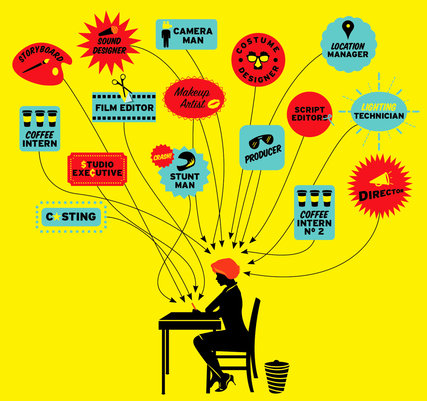 STORYBOARD
SOUND
DESIGNER
CAMERA
MAN
COSTUME
DESIGNER
LOCATION
MANAGER
FILM EDITOR
Makeup
Artist
SCRIPT
EDITOR
LIGHTING
TECHNICIAN
COFFEE
INTERN
STUDIO
EXECUTIVE
CRASH!
STUNT
MAN
PRODUCER
DIRECTOR
CASTING
COFFEE
INTERN
Nº 2